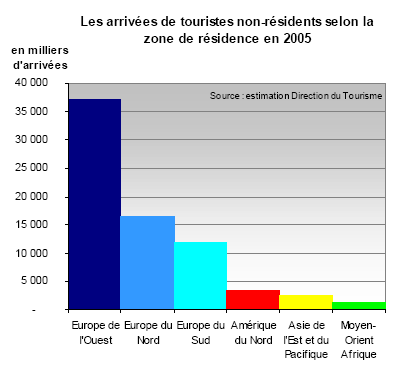 Les arrivées de touristes non-résidents selon la
zone de résidence en 2005
en milliers
d'arrivées
Source : estimation Direction du Tourisme
40 000
35 000
30 000
25 000
20 000
15 000
10 000
5 000
-
Europe de
l'Ouest
Europe du
Nord
Europe du
Sud
Amérique
du Nord
Asie de
l'Est et du
Pacifique
Moyen-
Orient
Afrique